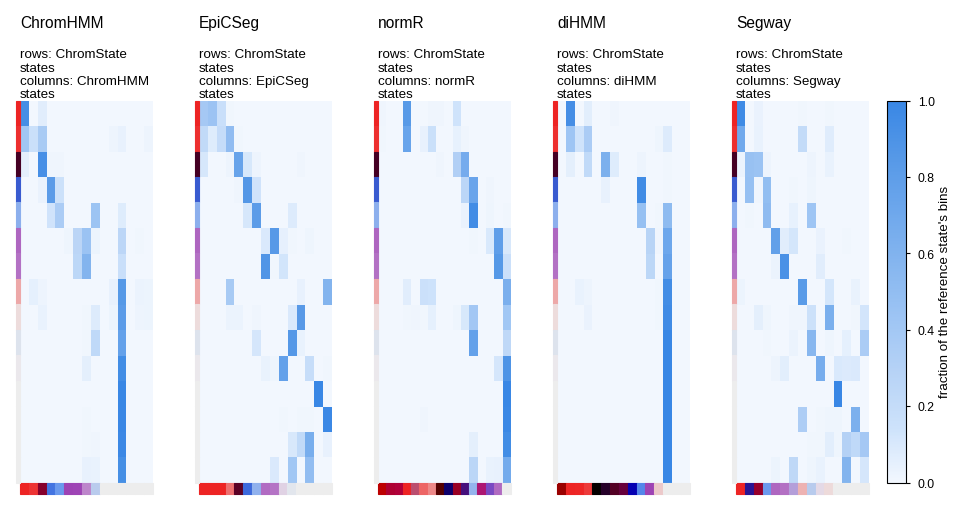 ChromHMM
rows: ChromState
states
columns: ChromHMM
states
EpiCSeg
rows: ChromState
states
columns: EpiCSeg
states
normR
rows: ChromState
states
columns: normR
states
diHMM
rows: ChromState
states
columns: diHMM
states
Segway
rows: ChromState
states
columns: Segway
states
1.0
0.8
0.6
0.4
0.2
0.0
fraction of the reference state's bins